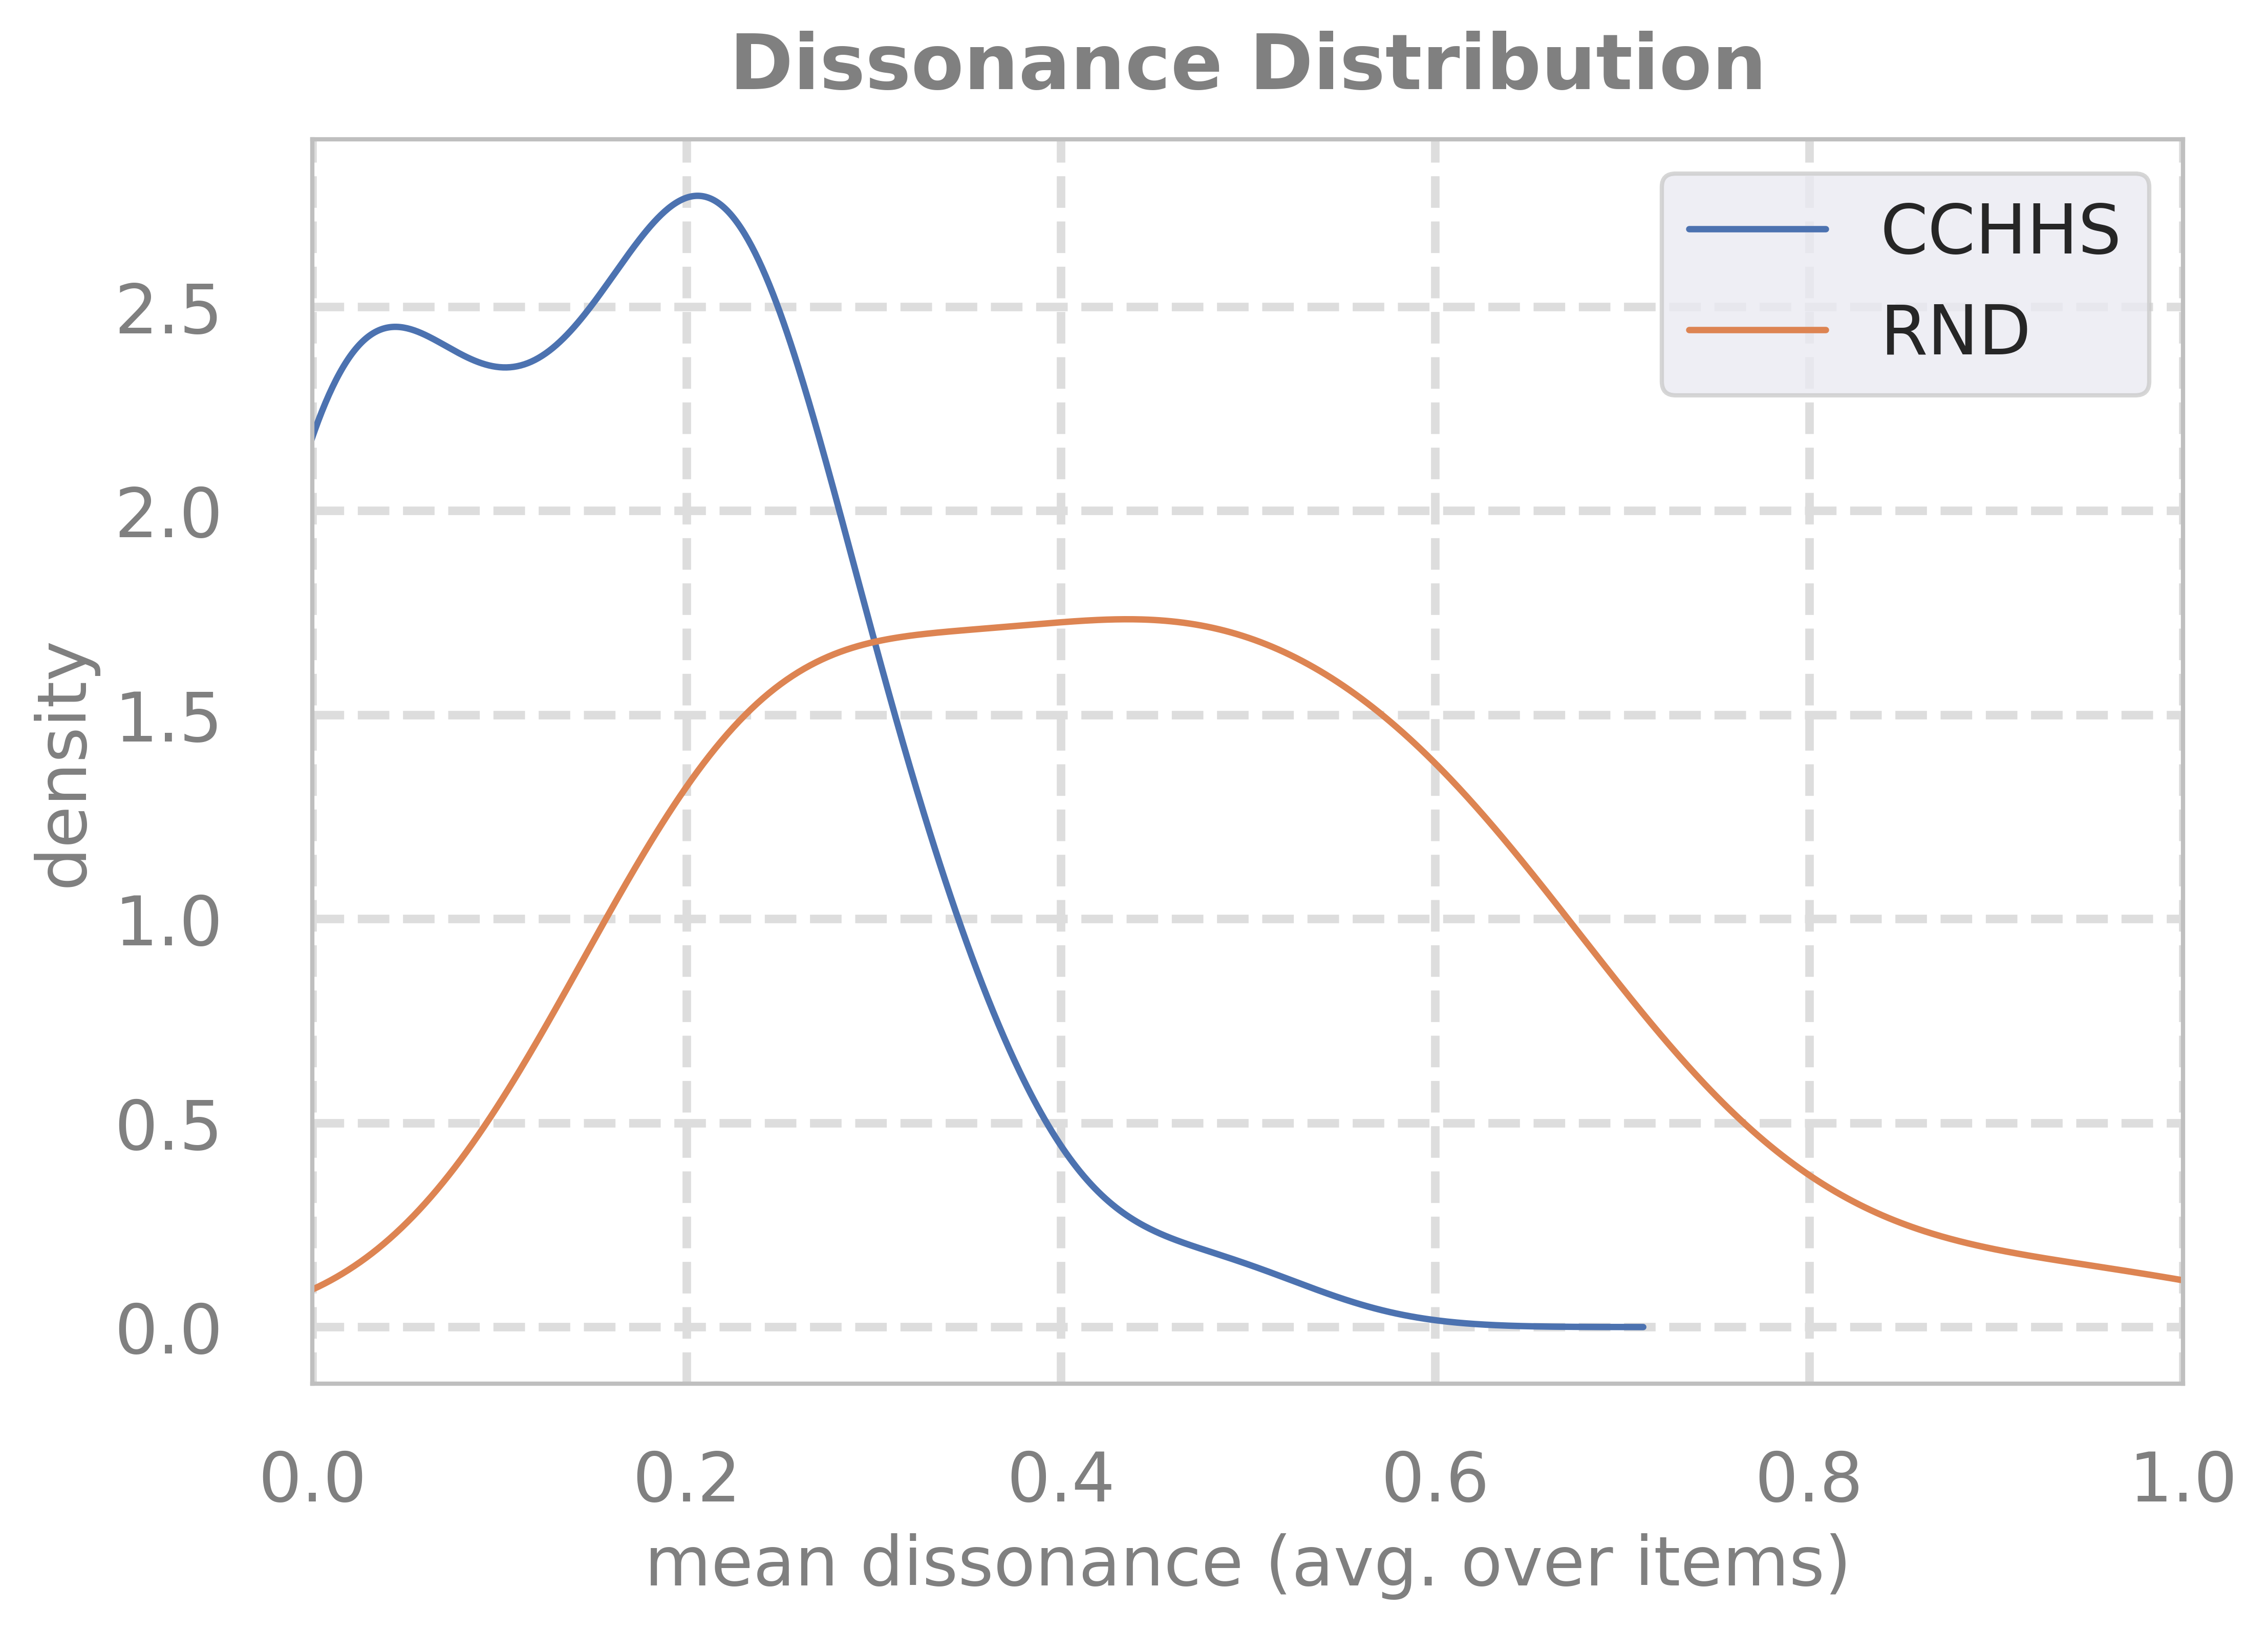 Dissonance Distribution
CCHHS
RND
density
2.5
2.0
1.5
1.0
0.5
0.0
0.0 0.2 0.4 0.6 0.8 1.0
mean dissonance (avg. over items)